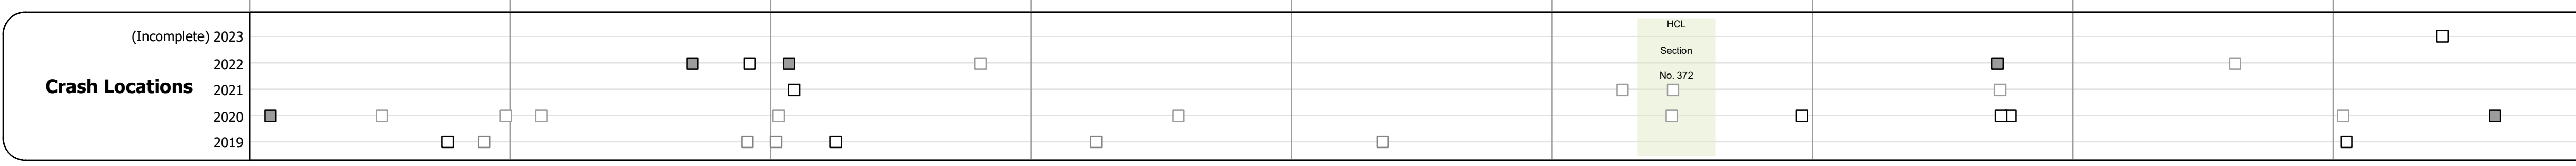 Crash Locations
(Incomplete) 2023
2022
2021
2020
2019
HCL
Section
No. 372